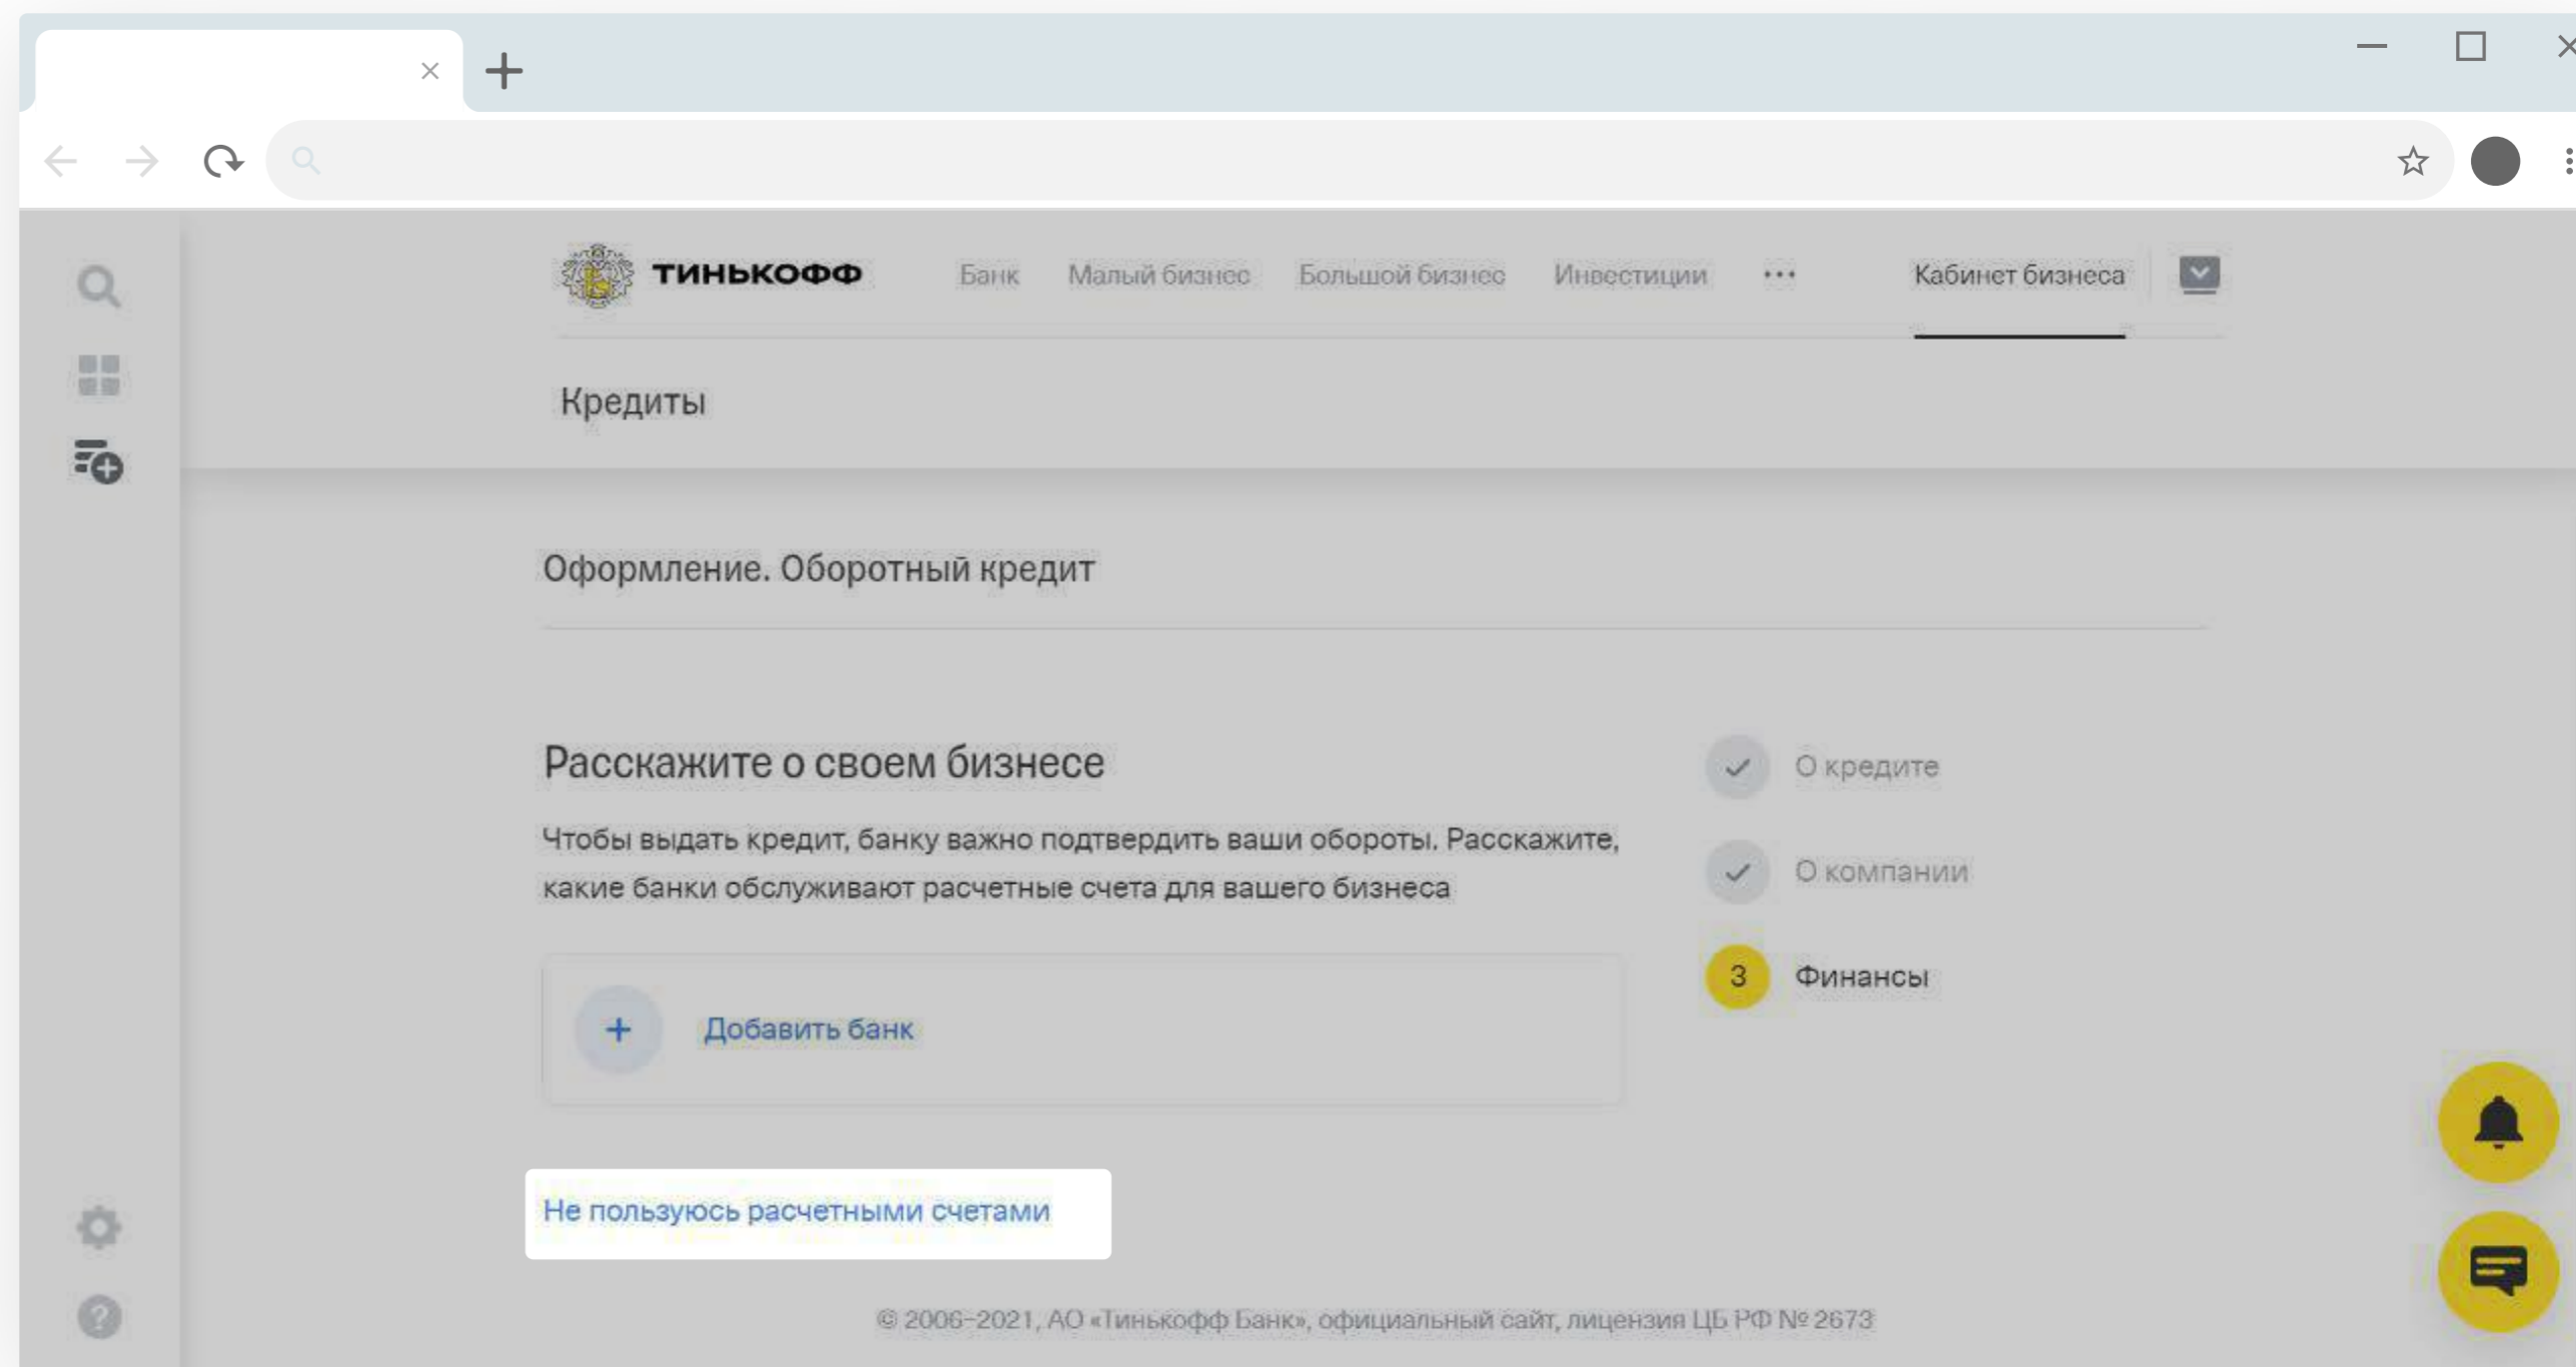 ТИНЬКОФФ Банк Малый бизнес Большой бизнес Инвестиции ... Кабинет бизнеса
Кредиты
Оформление. Оборотный кредит
Расскажите о своем бизнесе
Чтобы выдать кредит, банку важно подтвердить ваши обороты. Расскажите,
какие банки обслуживают расчетные счета для вашего бизнеса
+ Добавить банк
Не пользуюсь расчетными счетами
О кредите
О компании
3 Финансы
© 2006–2021, АО «Тинькофф Банк», официальный сайт, лицензия ЦБ РФ № 2673